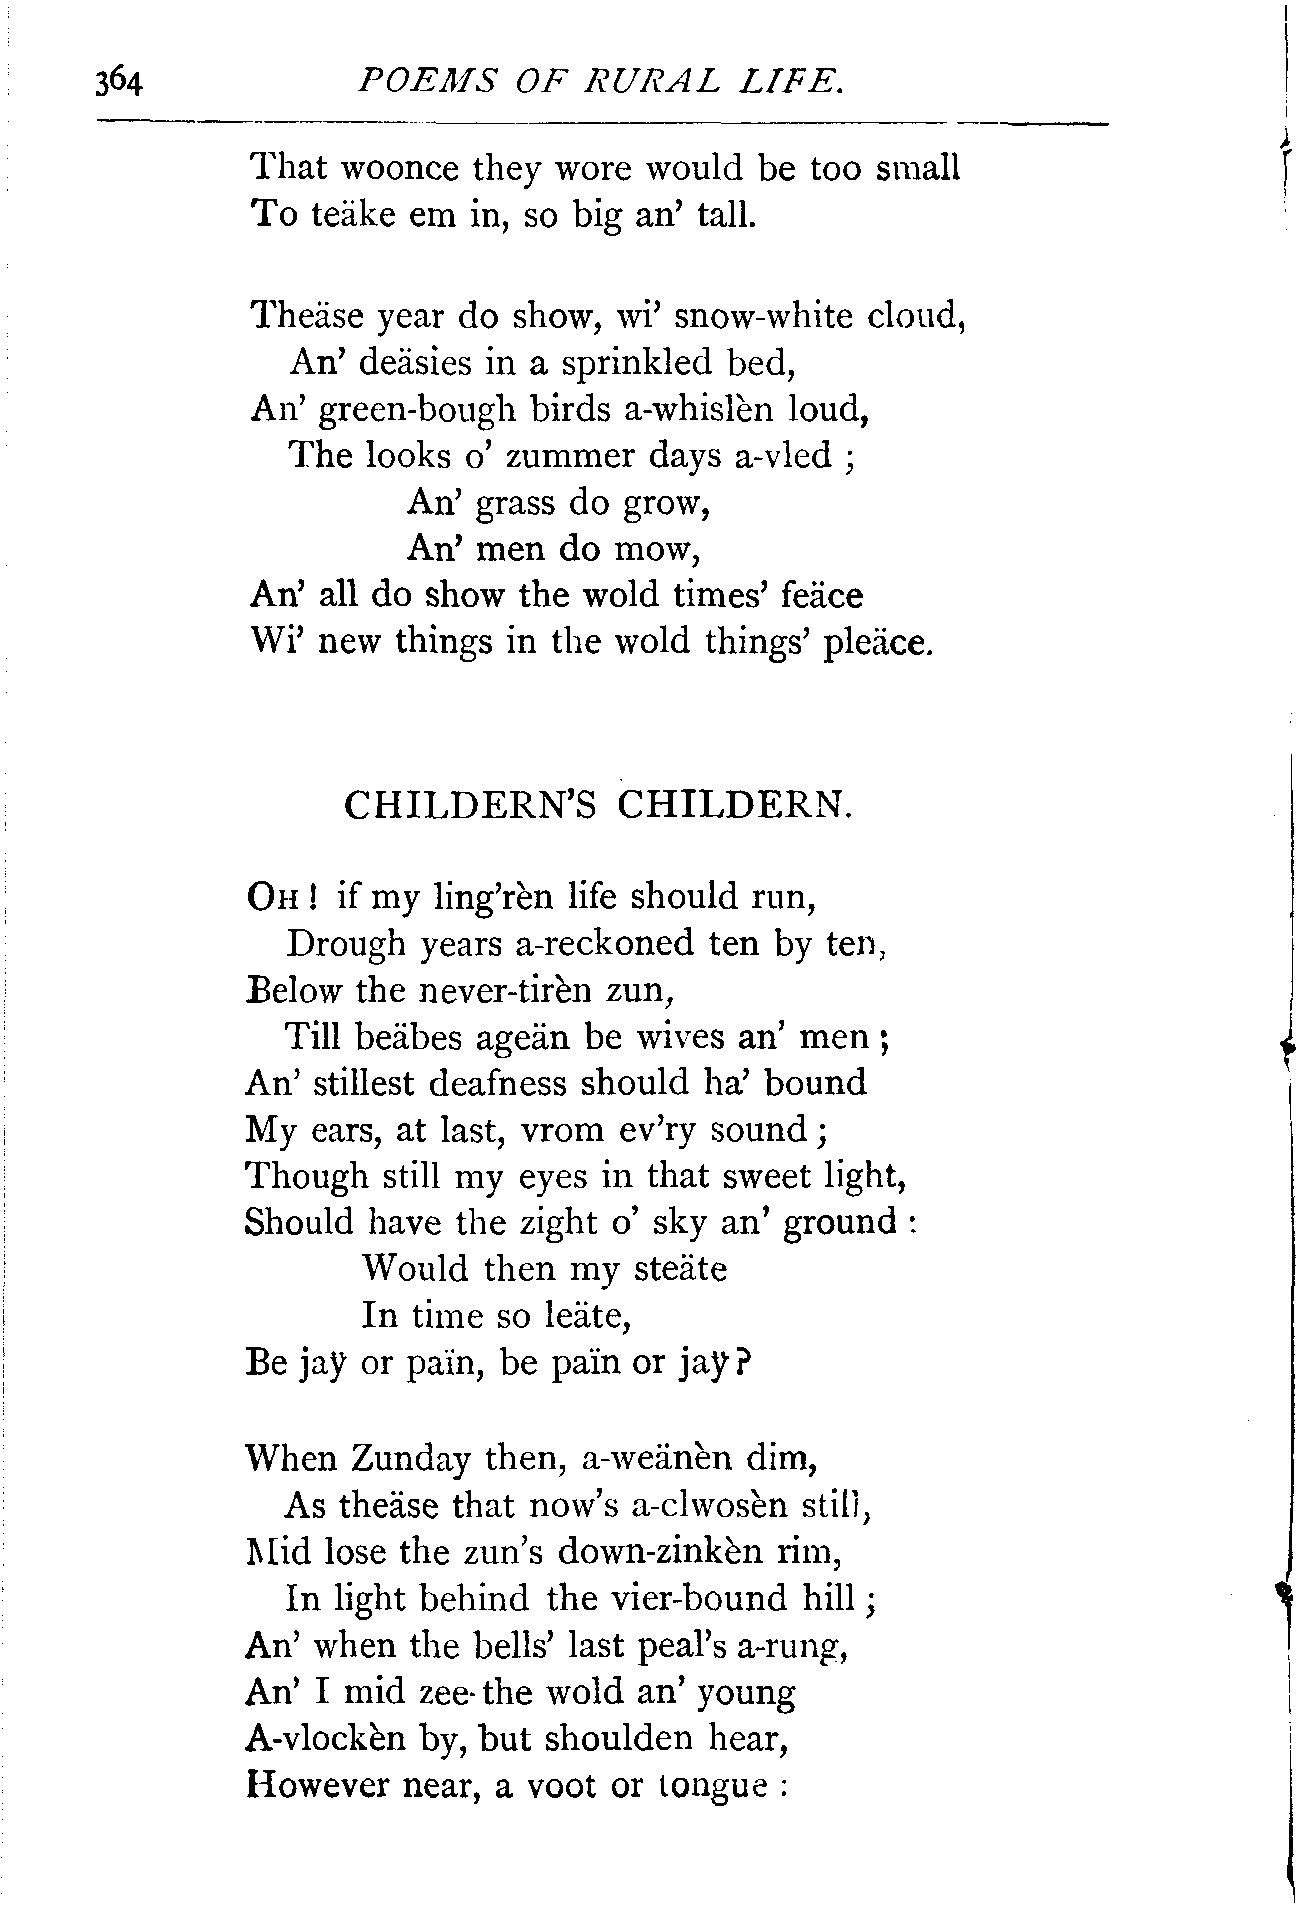 364 POEMS OF RURAL LIFE.
That woonce they wore would be too small
To teäke em in, so big an' tall.
Theäse year do show, wi' snow-white cloud,
An' deäsies in a sprinkled bed,
An' green-bough birds a-whislèn loud,
The looks o' zummer days a-vled ;
An' grass do grow,
An' men do mow,
An' all do show the wold times' feäce
Wi' new things in the wold things' pleäce.
CHILDERN'S CHILDERN.
OH ! if my ling'rèn life should run,
Drough years a-reckoned ten by ten,
Below the never-tirèn zun,
Till beäbes ageän be wives an' men ;
An' stillest deafness should ha' bound
My ears, at last, vrom ev'ry sound ;
Though still my eyes in that sweet light,
Should have the zight o' sky an' ground :
Would then my steäte
In time so leäte,
Be jaÿ or païn, be païn or jaÿ ?
When Zunday then, a-weänèn dim,
As theäse that now's a-clwosèn still,
Mid lose the zun's down-zinkèn rim,
In light behind the vier-bound hill ;
An' when the bells' last peal's a-rung,
An' I mid zee the wold an' young
A-vlockèn by, but shoulden hear,
However near, a voot or tongue :